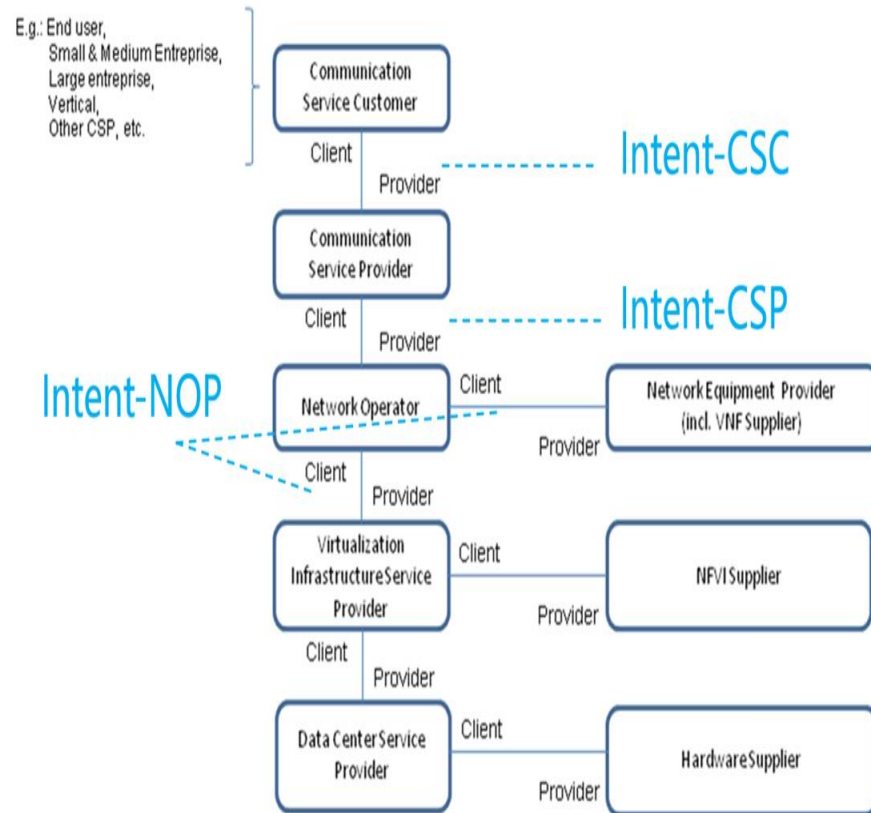 E.g.: End user,
Small & Medium Entreprise,
Large entreprise,
Vertical,
Other CSP, etc.
Communication
Service Customer
Client
Provider
Intent-CSC
Communication
Service Provider
Client
Provider
Intent-CSP
Intent-NOP
Network Operator
Client
Provider
Network Equipment Provider
(incl. VNF Supplier)
Client
Provider
Virtualization
Infrastructure Service
Provider
Client
Provider
NFVI Supplier
Client
Provider
Data Center Service
Provider
Client
Provider
Hardware Supplier